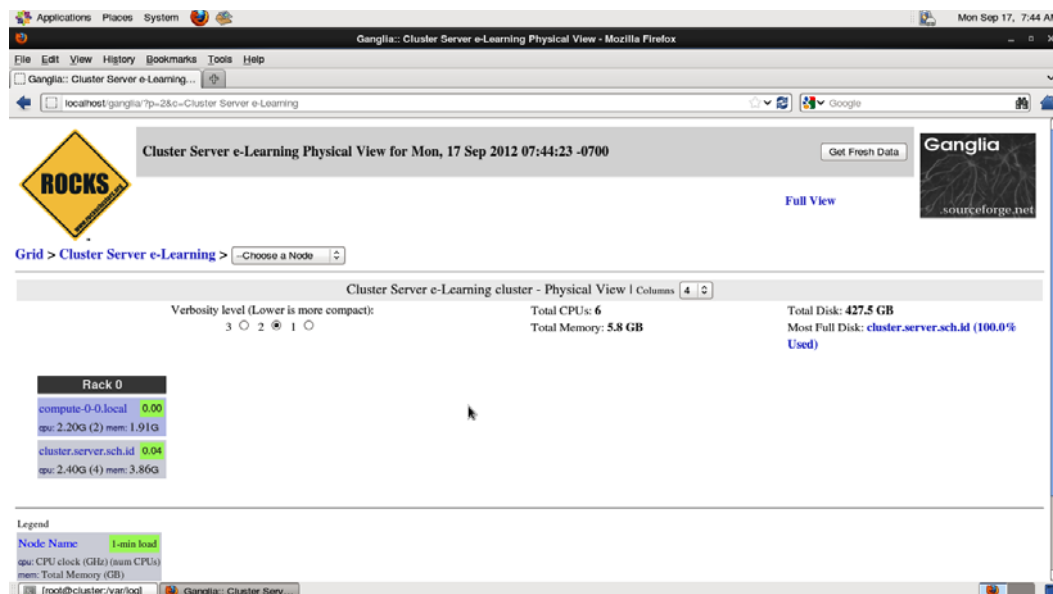 Applications Places System Mon Sep 17, 7:44 AM
Ganglia:: Cluster Server e-Learning Physical View - Mozilla Firefox
File Edit View History Bookmarks Tools Help
Ganglia:: Cluster Server e-Learning...
localhost/ganglia/?p=2&c=Cluster Server e-Learning Google
ROCKS
www.rocksclusters.org
Cluster Server e-Learning Physical View for Mon, 17 Sep 2012 07:44:23 -0700
Get Fresh Data
Ganglia
.sourceforge.net
Full View
Grid > Cluster Server e-Learning > --Choose a Node
Cluster Server e-Learning cluster - Physical View | Columns 4
Verbosity level (Lower is more compact):
3 2 1
Total CPUs: 6
Total Memory: 5.8 GB
Total Disk: 427.5 GB
Most Full Disk: cluster.server.sch.id (100.0%
Used)
Rack 0
compute-0-0.local 0.00
cpu: 2.20G (2) mem: 1.91G
cluster.server.sch.id 0.04
cpu: 2.40G (4) mem: 3.86G
Legend
Node Name 1-min load
cpu: CPU clock (GHz) (num CPUs)
mem: Total Memory (GB)
[root@cluster:/var/log] Ganglia:: Cluster Serv...